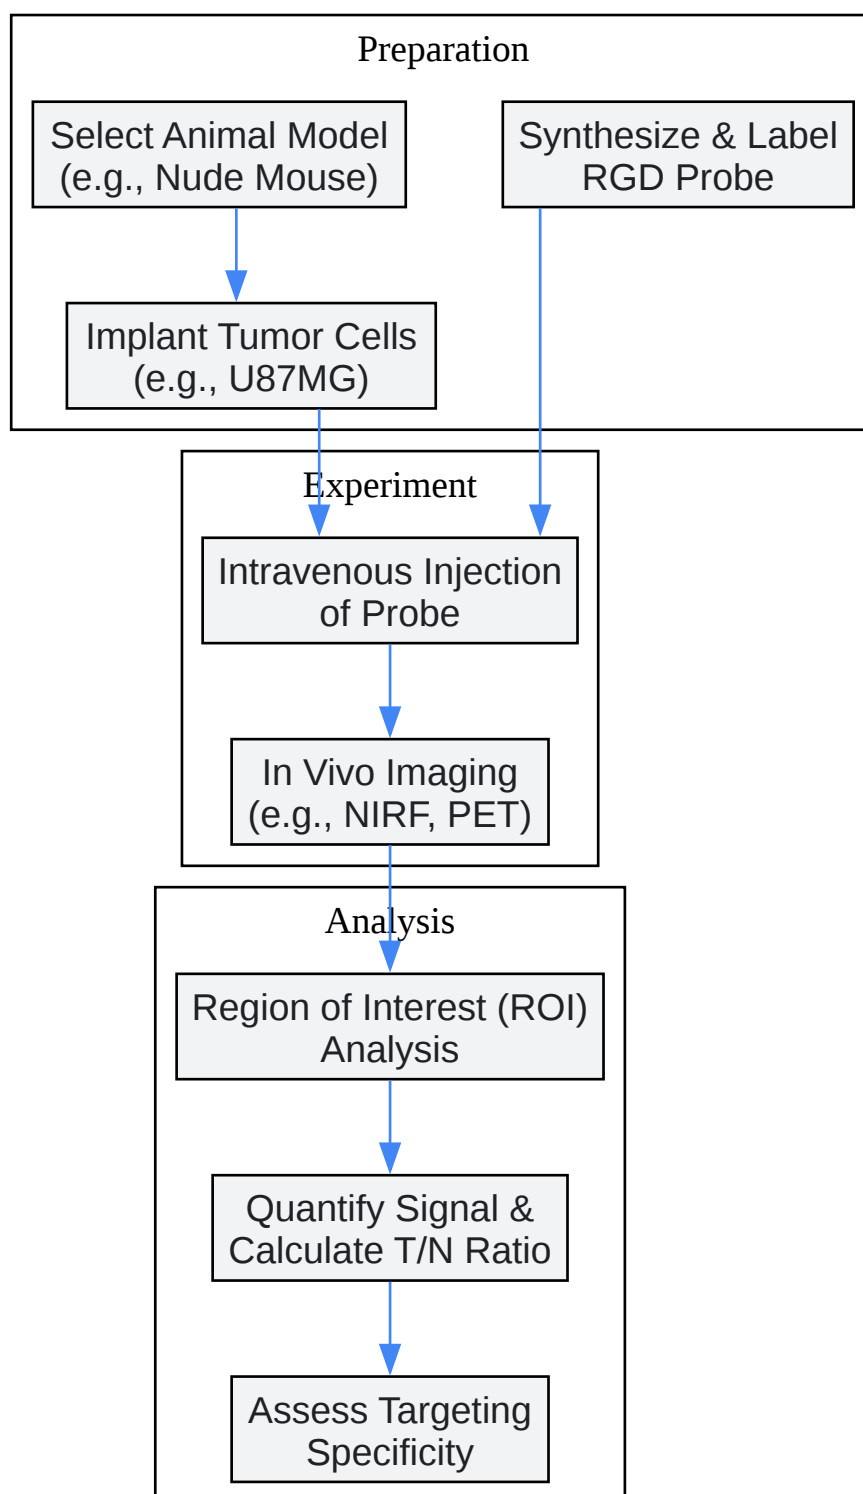 Preparation
Select Animal Model
(e.g., Nude Mouse)
Synthesize & Label
RGD Probe
Implant Tumor Cells
(e.g., U87MG)
Experiment
Intravenous Injection
of Probe
In Vivo Imaging
(e.g., NIRF, PET)
Analysis
Region of Interest (ROI)
Analysis
Quantify Signal &
Calculate T/N Ratio
Assess Targeting
Specificity